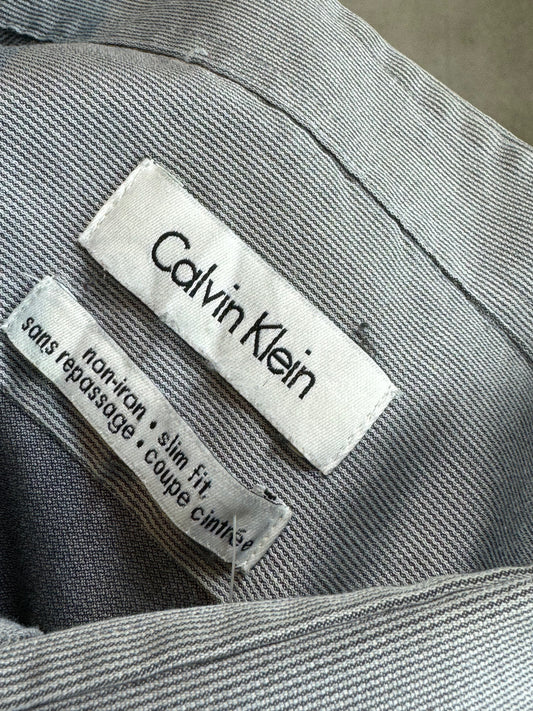 Calvin Klein
non-iron • slim fit
sans repassage • coupe cintrée